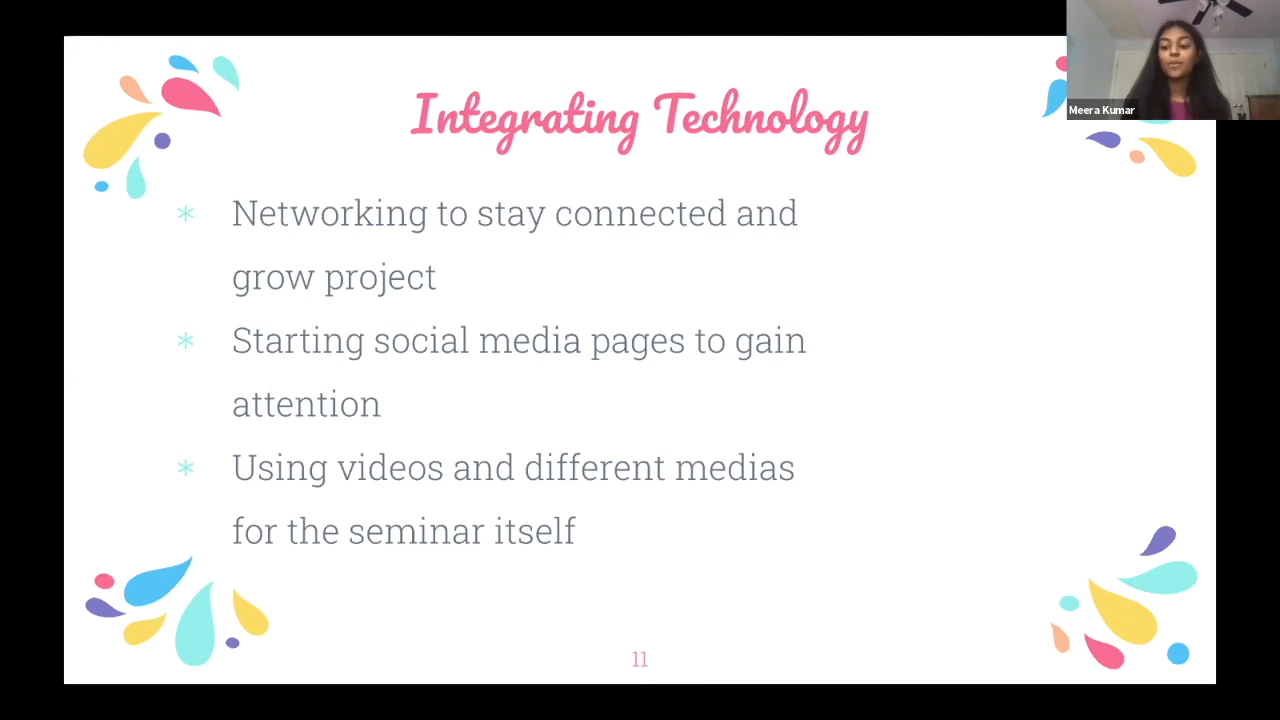 Integrating Technology
Meera Kumar
* Networking to stay connected and
grow project
* Starting social media pages to gain
attention
* Using videos and different medias
for the seminar itself
11